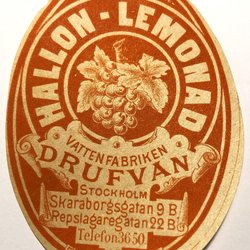 HALLON-LEMONAD
VATTENFABRIKEN
DRUFVAN
STOCKHOLM
Skaraborgsgatan 9 B
Repslagaregatan 22 B
Telefon 3650